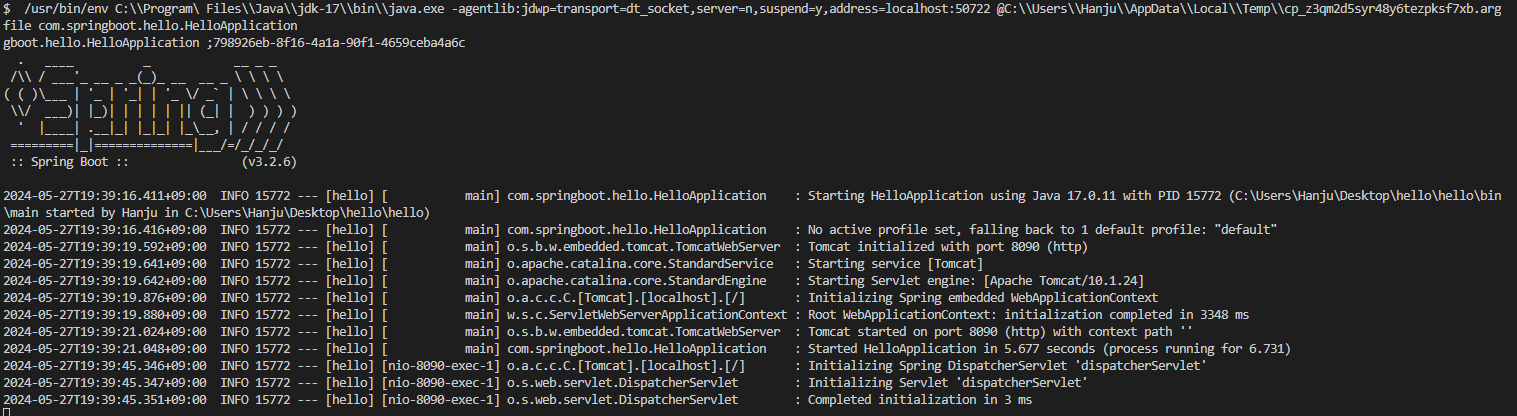 $  /usr/bin/env C:\\Program\ Files\\Java\\jdk-17\\bin\\java.exe -agentlib:jdwp=transport=dt_socket,server=n,suspend=y,address=localhost:50722 @C:\\Users\\Hanju\\AppData\\Local\\Temp\\cp_z3qm2d5syr48y6tezpksf7xb.arg
file com.springboot.hello.HelloApplication
gboot.hello.HelloApplication ;798926eb-8f16-4a1a-90f1-4659ceba4a6c
  .   ____          _            __ _ _
 /\\ / ___'_ __ _ _(_)_ __  __ _ \ \ \ \
( ( )\___ | '_ | '_| | '_ \/ _` | \ \ \ \
 \\/  ___)| |_)| | | | | || (_| |  ) ) ) )
  '  |____| .__|_| |_|_| |_\__, | / / / /
 =========|_|==============|___/=/_/_/_/
 :: Spring Boot ::                (v3.2.6)
2024-05-27T19:39:16.411+09:00  INFO 15772 --- [hello] [           main] com.springboot.hello.HelloApplication    : Starting HelloApplication using Java 17.0.11 with PID 15772 (C:\Users\Hanju\Desktop\hello\hello\bin
\main started by Hanju in C:\Users\Hanju\Desktop\hello\hello)
2024-05-27T19:39:16.416+09:00  INFO 15772 --- [hello] [           main] com.springboot.hello.HelloApplication    : No active profile set, falling back to 1 default profile: "default"
2024-05-27T19:39:19.592+09:00  INFO 15772 --- [hello] [           main] o.s.b.w.embedded.tomcat.TomcatWebServer  : Tomcat initialized with port 8090 (http)
2024-05-27T19:39:19.641+09:00  INFO 15772 --- [hello] [           main] o.apache.catalina.core.StandardService   : Starting service [Tomcat]
2024-05-27T19:39:19.642+09:00  INFO 15772 --- [hello] [           main] o.apache.catalina.core.StandardEngine    : Starting Servlet engine: [Apache Tomcat/10.1.24]
2024-05-27T19:39:19.876+09:00  INFO 15772 --- [hello] [           main] o.a.c.c.C.[Tomcat].[localhost].[/]       : Initializing Spring embedded WebApplicationContext
2024-05-27T19:39:19.880+09:00  INFO 15772 --- [hello] [           main] w.s.c.ServletWebServerApplicationContext : Root WebApplicationContext: initialization completed in 3348 ms
2024-05-27T19:39:21.024+09:00  INFO 15772 --- [hello] [           main] o.s.b.w.embedded.tomcat.TomcatWebServer  : Tomcat started on port 8090 (http) with context path ''
2024-05-27T19:39:21.048+09:00  INFO 15772 --- [hello] [           main] com.springboot.hello.HelloApplication    : Started HelloApplication in 5.677 seconds (process running for 6.731)
2024-05-27T19:39:45.346+09:00  INFO 15772 --- [hello] [nio-8090-exec-1] o.a.c.c.C.[Tomcat].[localhost].[/]       : Initializing Spring DispatcherServlet 'dispatcherServlet'
2024-05-27T19:39:45.347+09:00  INFO 15772 --- [hello] [nio-8090-exec-1] o.s.web.servlet.DispatcherServlet        : Initializing Servlet 'dispatcherServlet'
2024-05-27T19:39:45.351+09:00  INFO 15772 --- [hello] [nio-8090-exec-1] o.s.web.servlet.DispatcherServlet        : Completed initialization in 3 ms